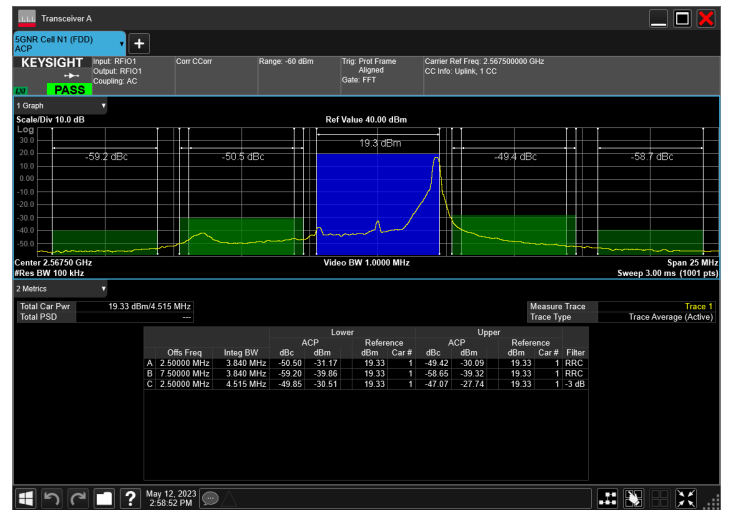 Transceiver A
5GNR Cell N1 (FDD)
ACP
KEYSIGHT
LXI
PASS
Input: RFIO1
Output: RFIO1
Coupling: AC
Corr CCorr
Range: -60 dBm
Trig: Prot Frame
Aligned
Gate: FFT
Carrier Ref Freq: 2.567500000 GHz
CC Info: Uplink, 1 CC
1 Graph
Scale/Div 10.0 dB
Ref Value 40.00 dBm
Log
30.0
20.0
10.0
0.00
-10.0
-20.0
-30.0
-40.0
-50.0
-59.2 dBc
-50.5 dBc
19.3 dBm
-49.4 dBc
-58.7 dBc
Center 2.56750 GHz
#Res BW 100 kHz
Video BW 1.0000 MHz
Span 25 MHz
Sweep 3.00 ms (1001 pts)
2 Metrics
Total Car Pwr 19.33 dBm/4.515 MHz
Total PSD ---
Measure Trace Trace 1
Trace Type Trace Average (Active)
Lower Upper
ACP Reference ACP Reference
Offs Freq Integ BW dBc dBm dBm Car # dBc dBm dBm Car # Filter
A 2.50000 MHz 3.840 MHz -50.50 -31.17 19.33 1 -49.42 -30.09 19.33 1 RRC
B 7.50000 MHz 3.840 MHz -59.20 -39.86 19.33 1 -58.65 -39.32 19.33 1 RRC
C 2.50000 MHz 4.515 MHz -49.85 -30.51 19.33 1 -47.07 -27.74 19.33 1 -3 dB
May 12, 2023
2:58:52 PM